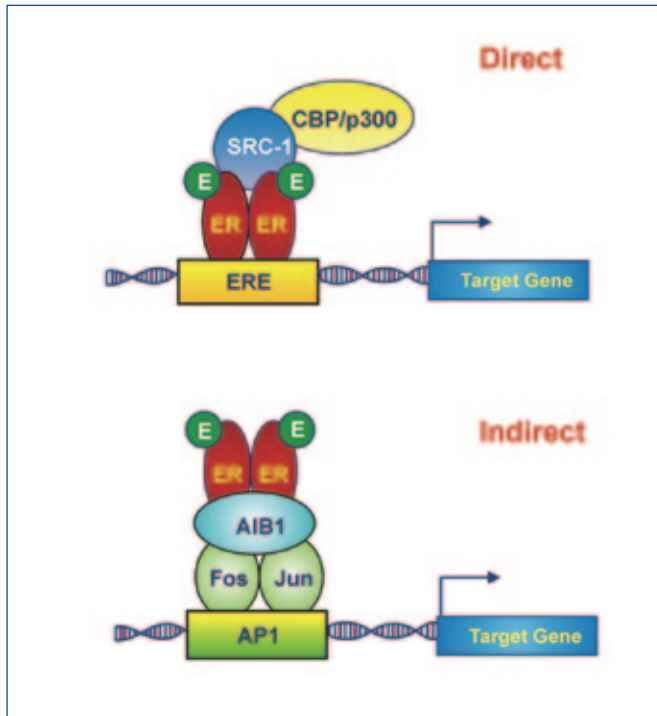 Direct
CBP/p300
SRC-1
E E
ER ER
ERE
Target Gene
Indirect
E E
ER ER
AIB1
Fos Jun
AP1
Target Gene